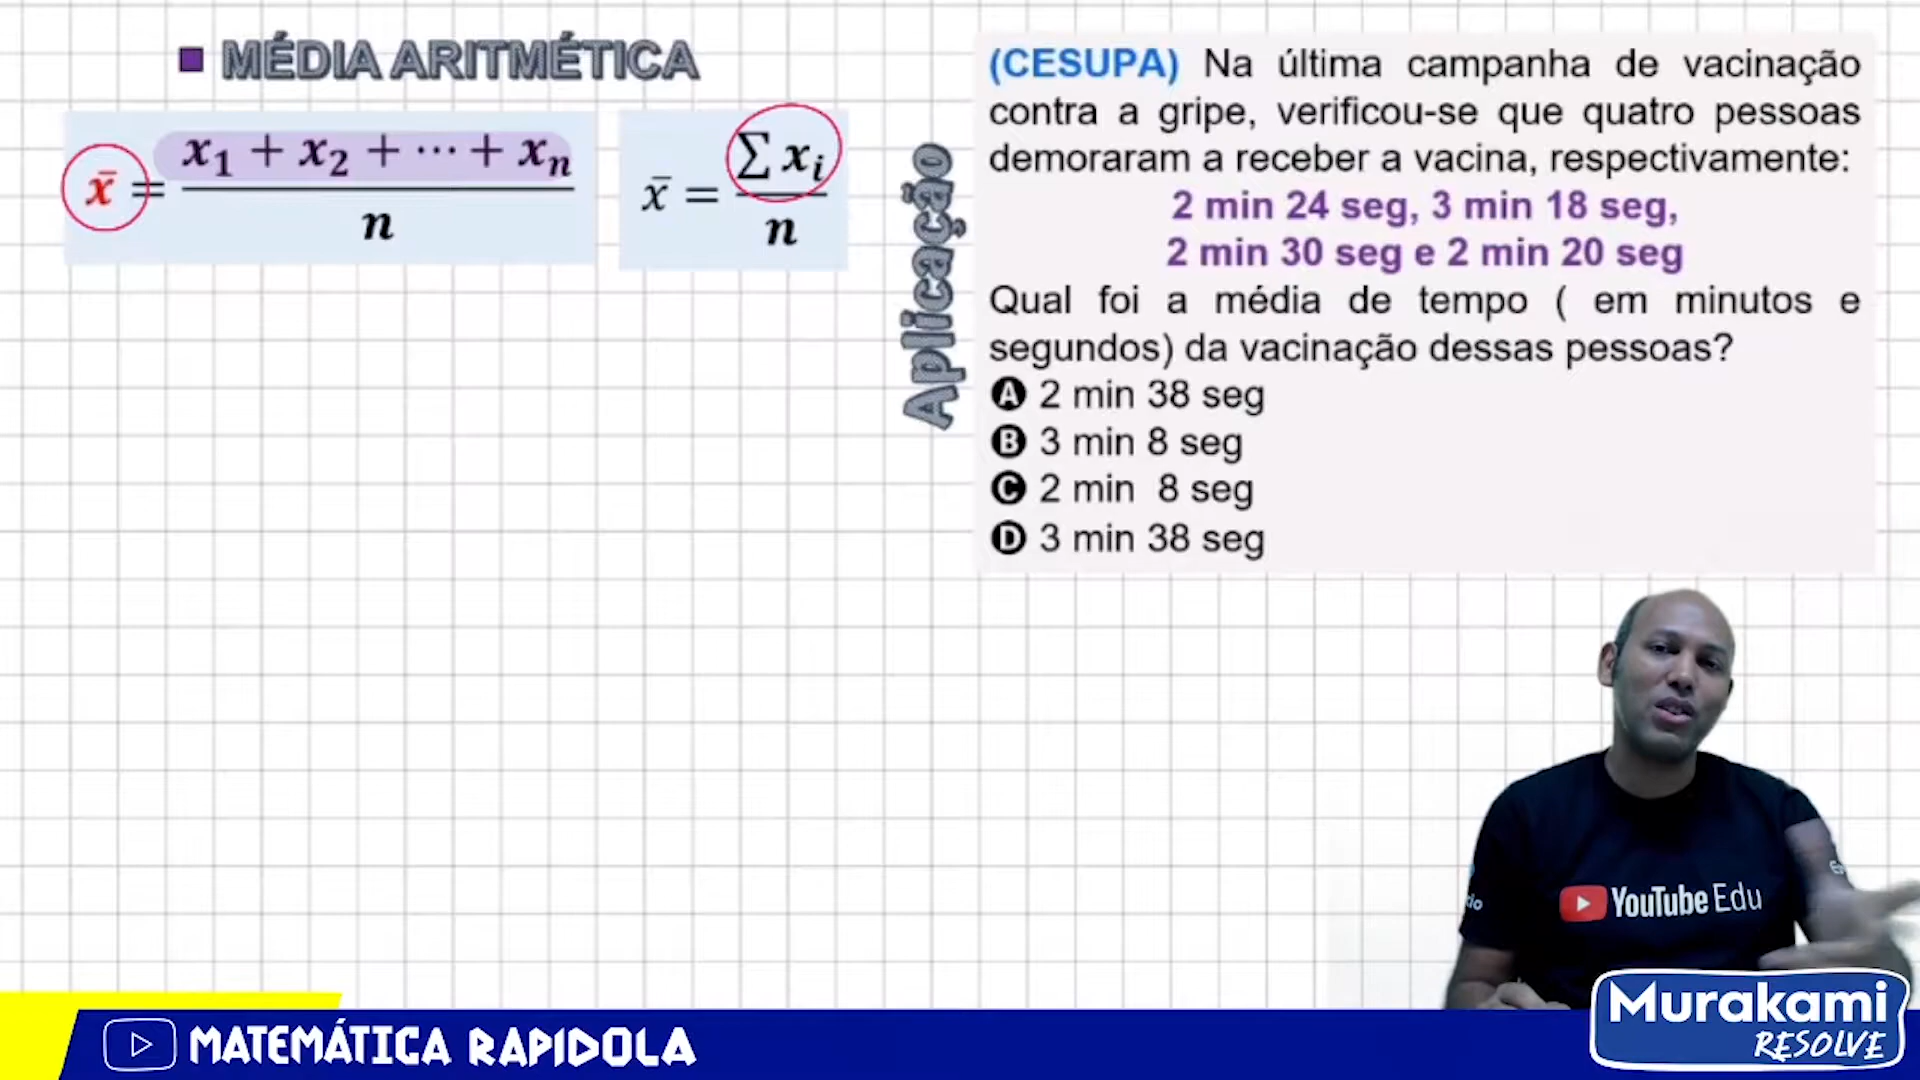 MÉDIA ARITMÉTICA
x̄ = (x₁ + x₂ + ⋯ + xₙ) / n
x̄ = ∑ xᵢ / n
Aplicação
(CESUPA) Na última campanha de vacinação
contra a gripe, verificou-se que quatro pessoas
demoraram a receber a vacina, respectivamente:
2 min 24 seg, 3 min 18 seg,
2 min 30 seg e 2 min 20 seg
Qual foi a média de tempo ( em minutos e
segundos) da vacinação dessas pessoas?
A 2 min 38 seg
B 3 min 8 seg
C 2 min 8 seg
D 3 min 38 seg
YouTube Edu
MATEMÁTICA RAPIDOLA
Murakami
RESOLVE